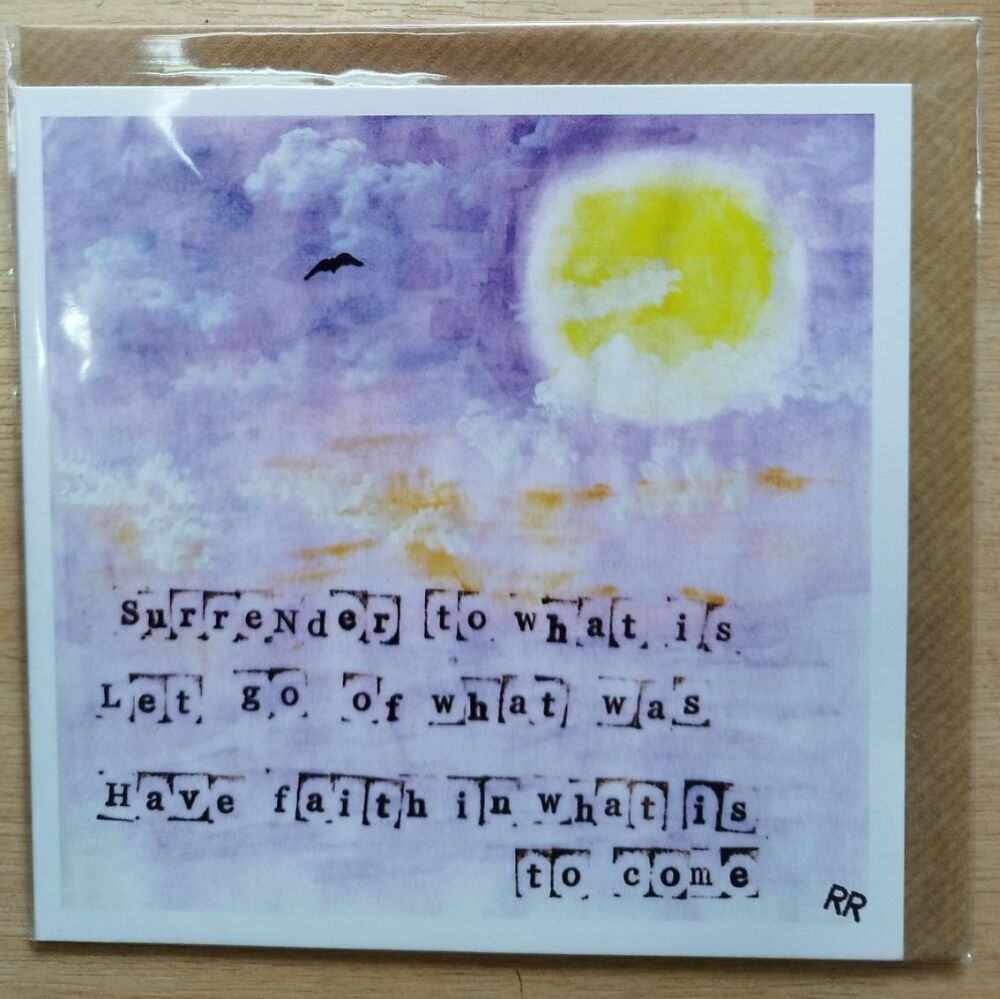 SurreNder to what is
Let go of what was
Have faith in what is
to come
RR